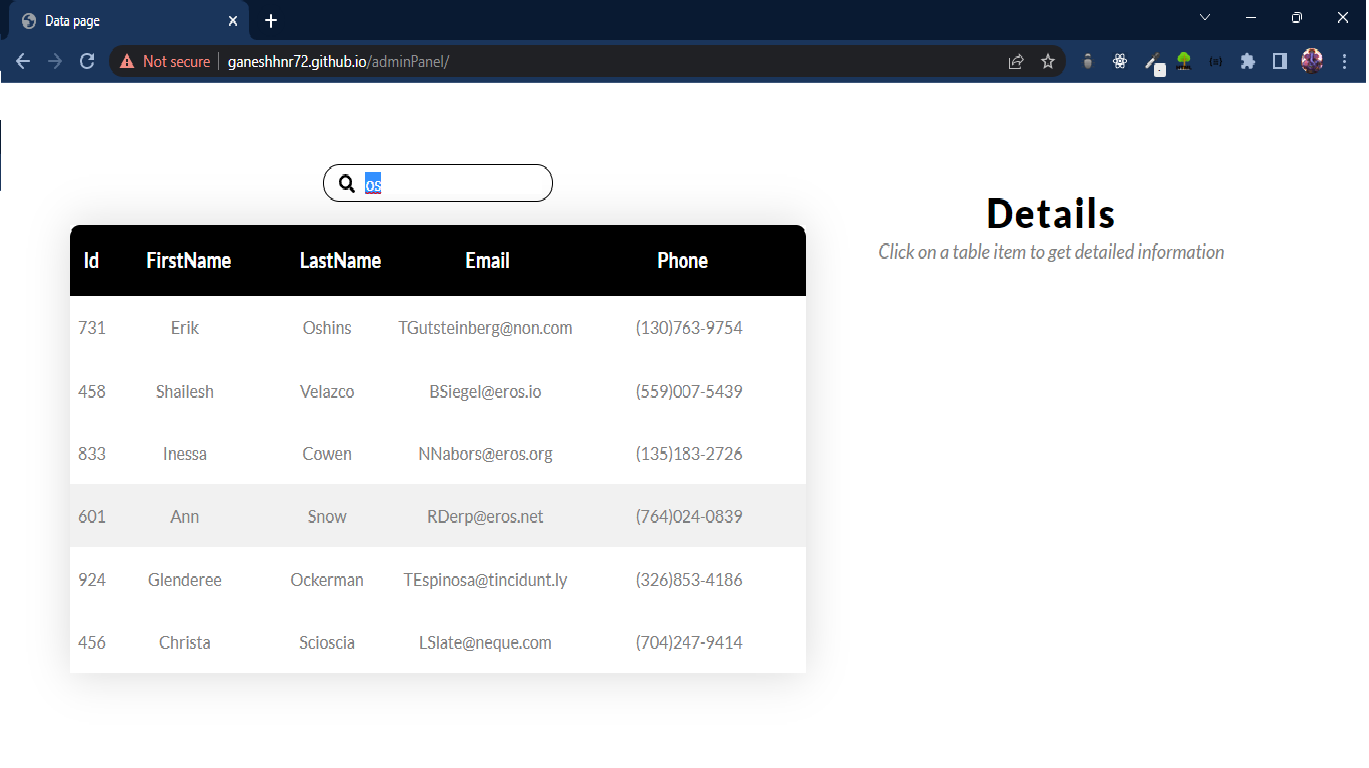 Data page
Not secure ganeshhnr72.github.io/adminPanel/
os
Details
Click on a table item to get detailed information
Id FirstName LastName Email Phone
731 Erik Oshins TGutsteinberg@non.com (130)763-9754
458 Shailesh Velazco BSiegel@eros.io (559)007-5439
833 Inessa Cowen NNabors@eros.org (135)183-2726
601 Ann Snow RDerp@eros.net (764)024-0839
924 Glenderee Ockerman TEspinosa@tincidunt.ly (326)853-4186
456 Christa Scioscia LSlate@neque.com (704)247-9414